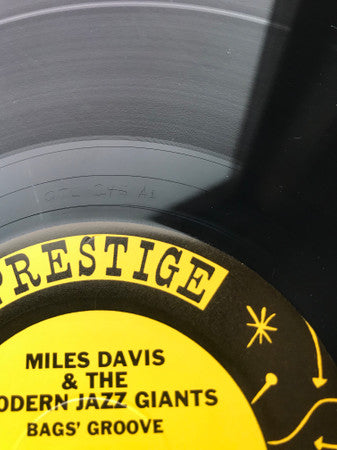 PRESTIGE
MILES DAVIS
& THE
ODERN JAZZ GIANTS
BAGS' GROOVE